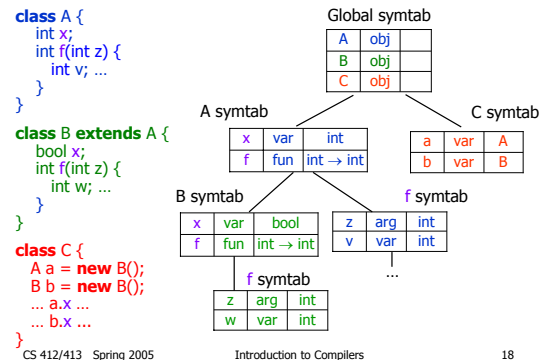 class A {
int x;
int f(int z) {
int v; ...
}
}
class B extends A {
bool x;
int f(int z) {
int w; ...
}
}
class C {
A a = new B();
B b = new B();
... a.x ...
... b.x ...
}
Global symtab
A obj
B obj
C obj
A symtab
x var int
f fun int → int
C symtab
a var A
b var B
B symtab
x var bool
f fun int → int
f symtab
z arg int
v var int
...
f symtab
z arg int
w var int
CS 412/413 Spring 2005 Introduction to Compilers 18